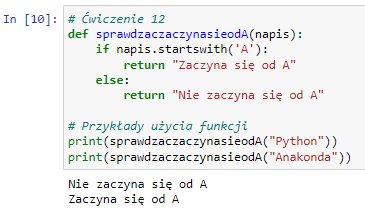 In [10]: # Ćwiczenie 12
def sprawdzaczaczynasieodA(napis):
    if napis.startswith('A'):
        return "Zaczyna się od A"
    else:
        return "Nie zaczyna się od A"

# Przykłady użycia funkcji
print(sprawdzaczaczynasieodA("Python"))
print(sprawdzaczaczynasieodA("Anakonda"))
Nie zaczyna się od A
Zaczyna się od A